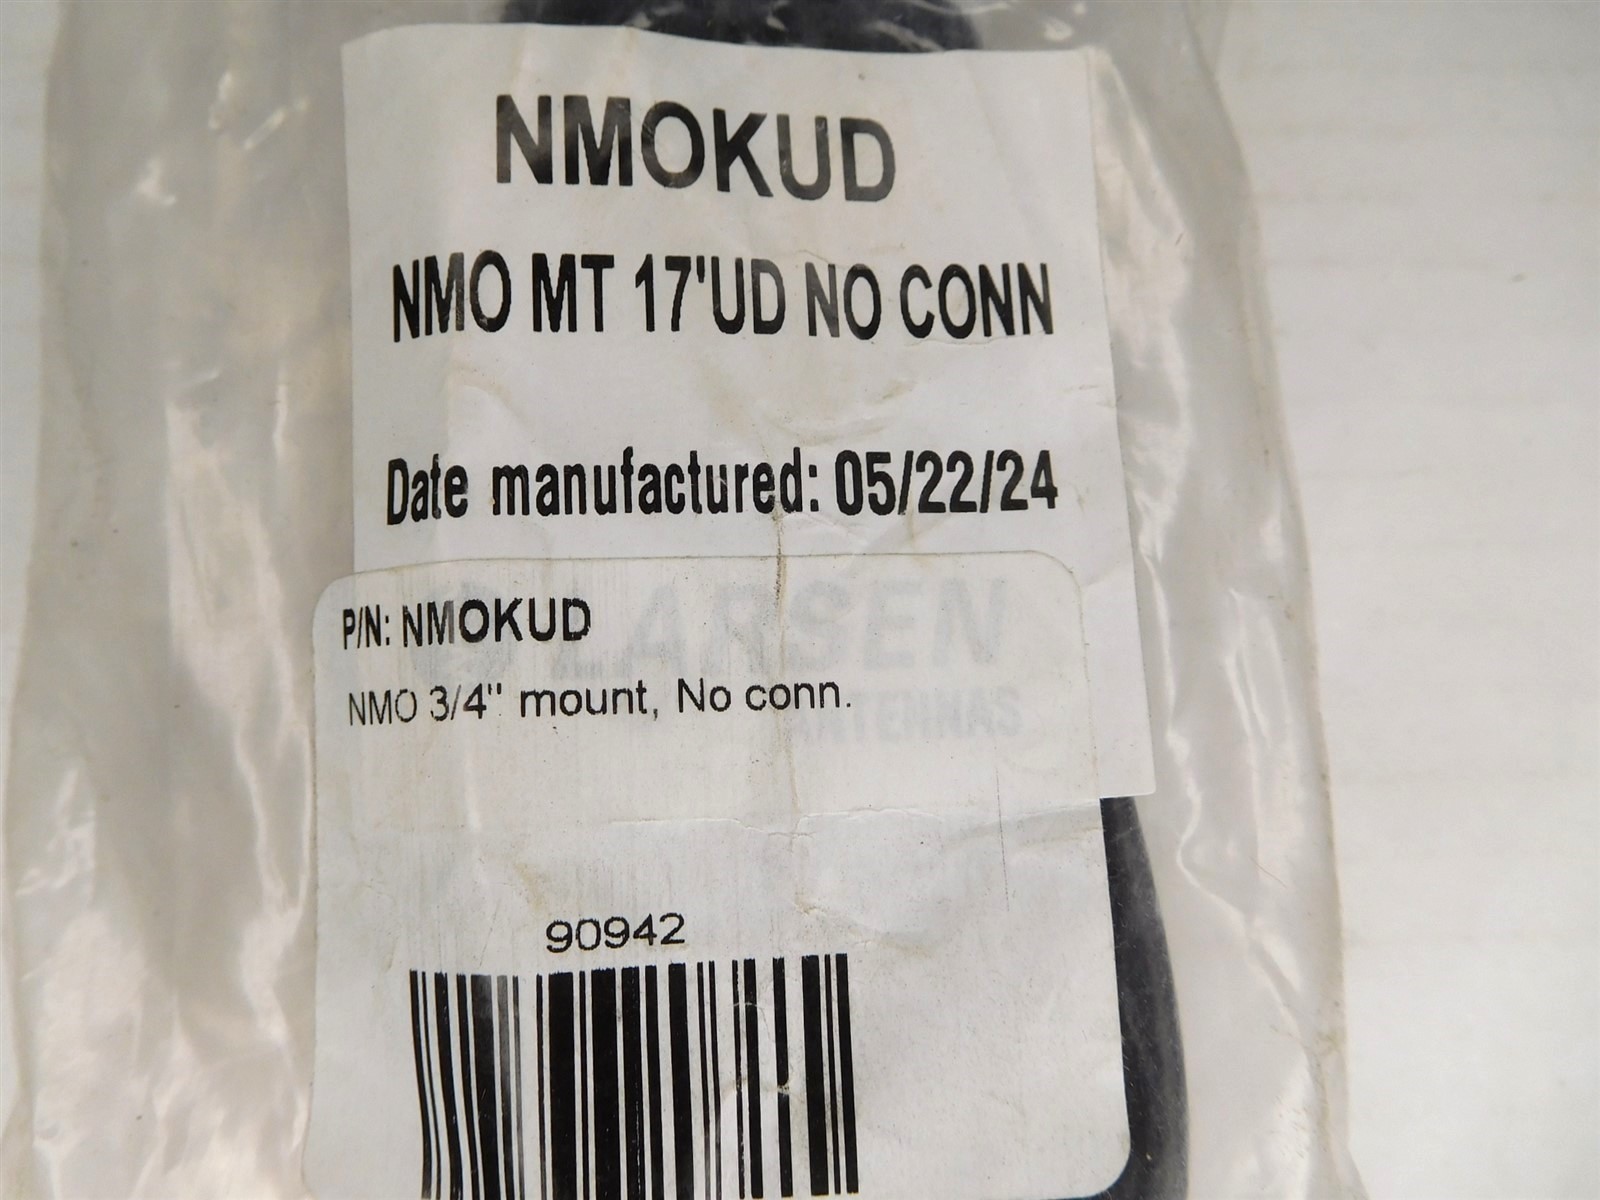 NMOKUD
NMO MT 17'UD NO CONN
Date manufactured: 05/22/24
LARSEN
ANTENNAS
P/N: NMOKUD
NMO 3/4" mount, No conn.
90942